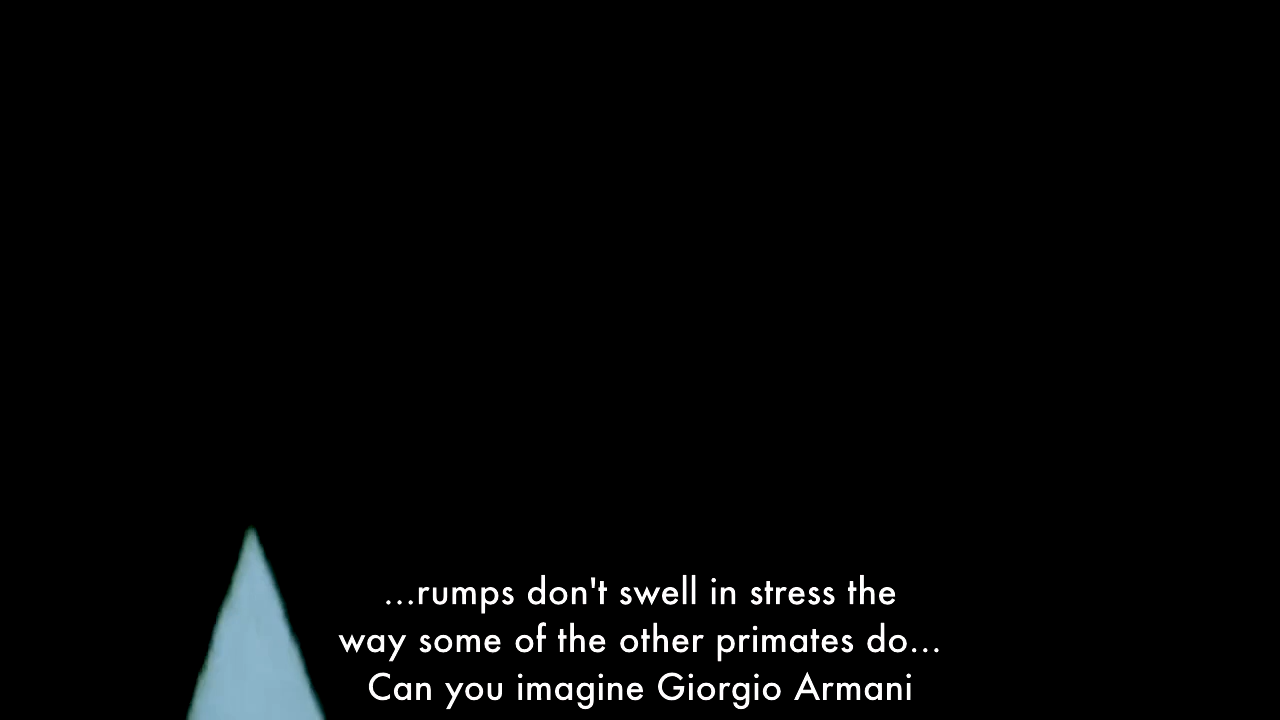 ...rumps don't swell in stress the
way some of the other primates do...
Can you imagine Giorgio Armani